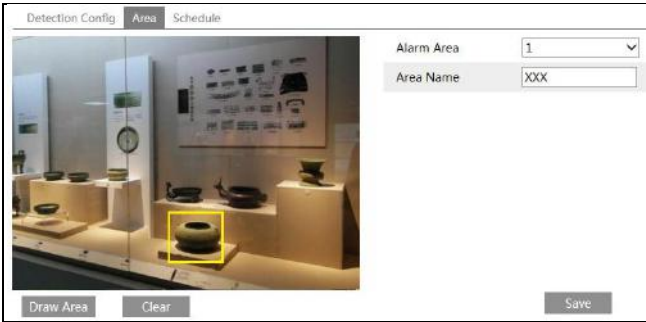 Detection Config Area Schedule
Alarm Area 1
Area Name XXX
Draw Area Clear Save